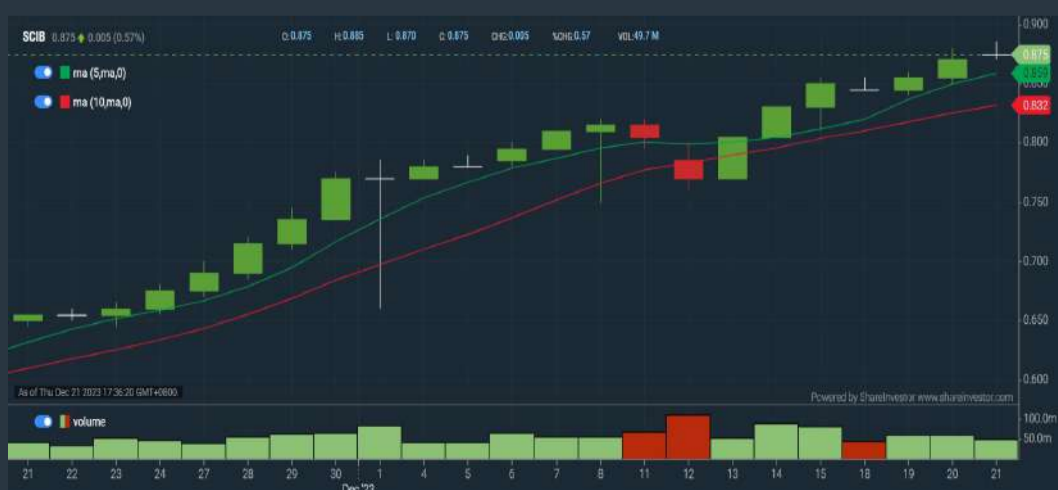 SCIB 0.875 0.005 (0.57%) O:0.875 H:0.885 L: 0.870 C: 0.875 CHG:0.005 %CHG:0.57 VOL:49.7 M
ma (5,ma,0)
ma (10,ma,0)
0.900
0.875
0.859
0.850
0.832
0.800
0.750
0.700
0.650
0.600
As of Thu Dec 21 2023 17:36:20 GMT+0800
Powered by ShareInvestor www.shareinvestor.com
volume
100.0m
50.0m
21 22 23 24 27 28 29 30 1 4 5 6 7 8 11 12 13 14 15 18 19 20 21
Dec '23